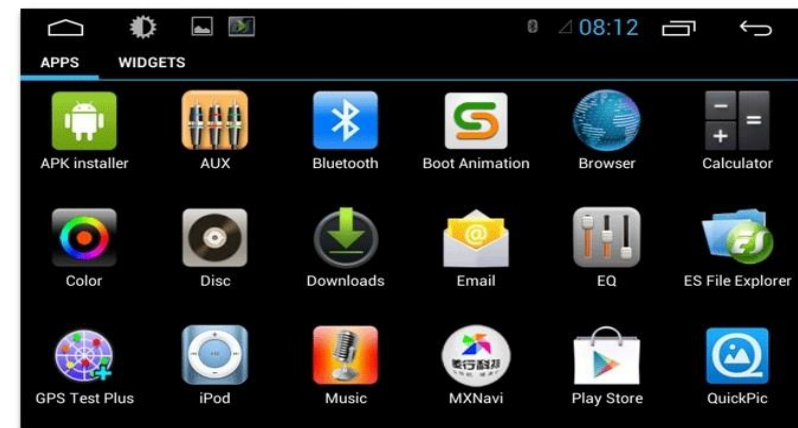 08:12
APPS WIDGETS
APK installer AUX Bluetooth Boot Animation Browser Calculator
Color Disc Downloads Email EQ ES File Explorer
GPS Test Plus iPod Music MXNavi Play Store QuickPic